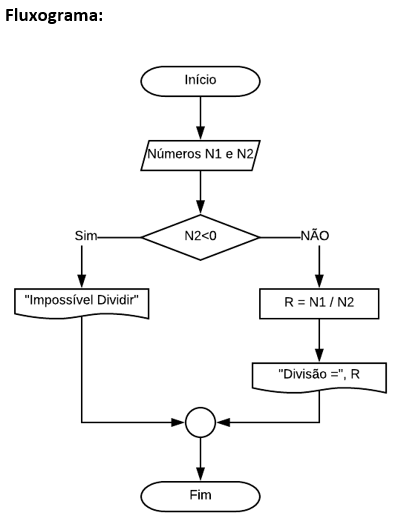 Fluxograma:
Início
Números N1 e N2
N2<0
Sim
NÃO
"Impossível Dividir"
R = N1 / N2
"Divisão =", R
Fim